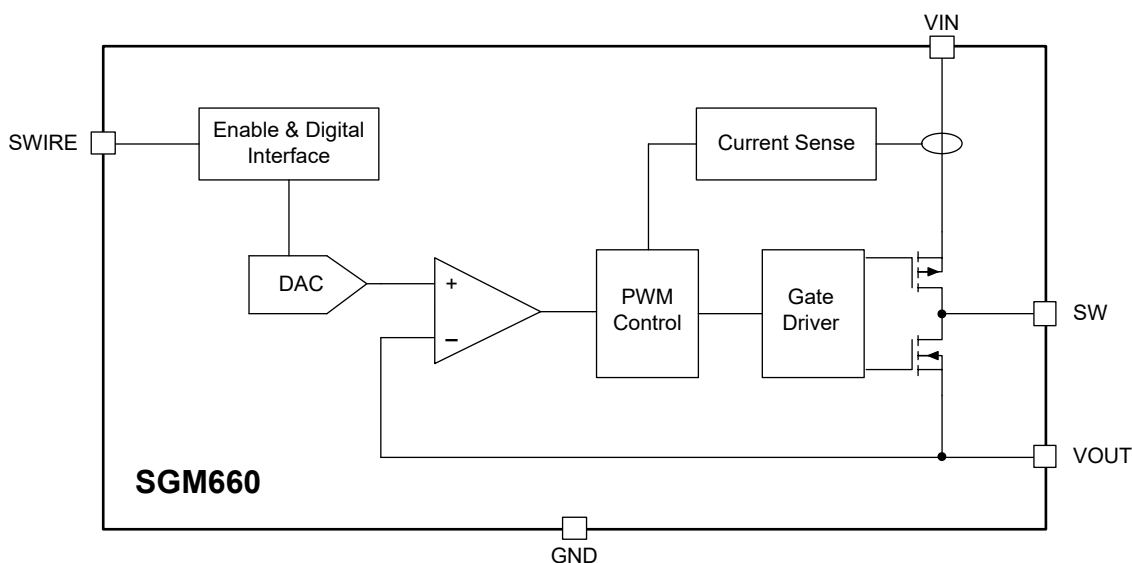 VIN
SWIRE
Enable & Digital
Interface
Current Sense
DAC
+
−
PWM
Control
Gate
Driver
SW
VOUT
SGM660
GND